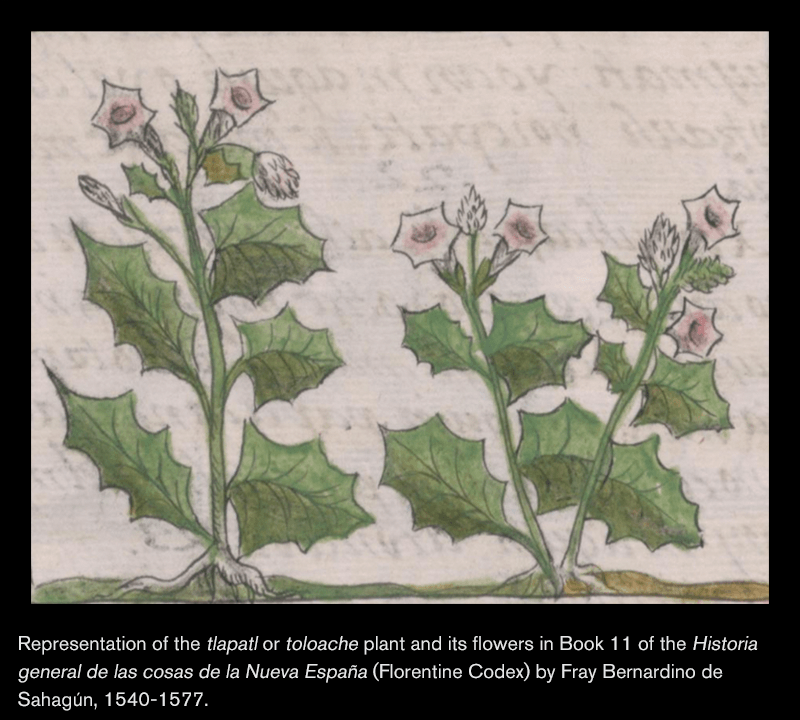 Representation of the tlapatl or toloache plant and its flowers in Book 11 of the Historia
general de las cosas de la Nueva España (Florentine Codex) by Fray Bernardino de
Sahagún, 1540-1577.